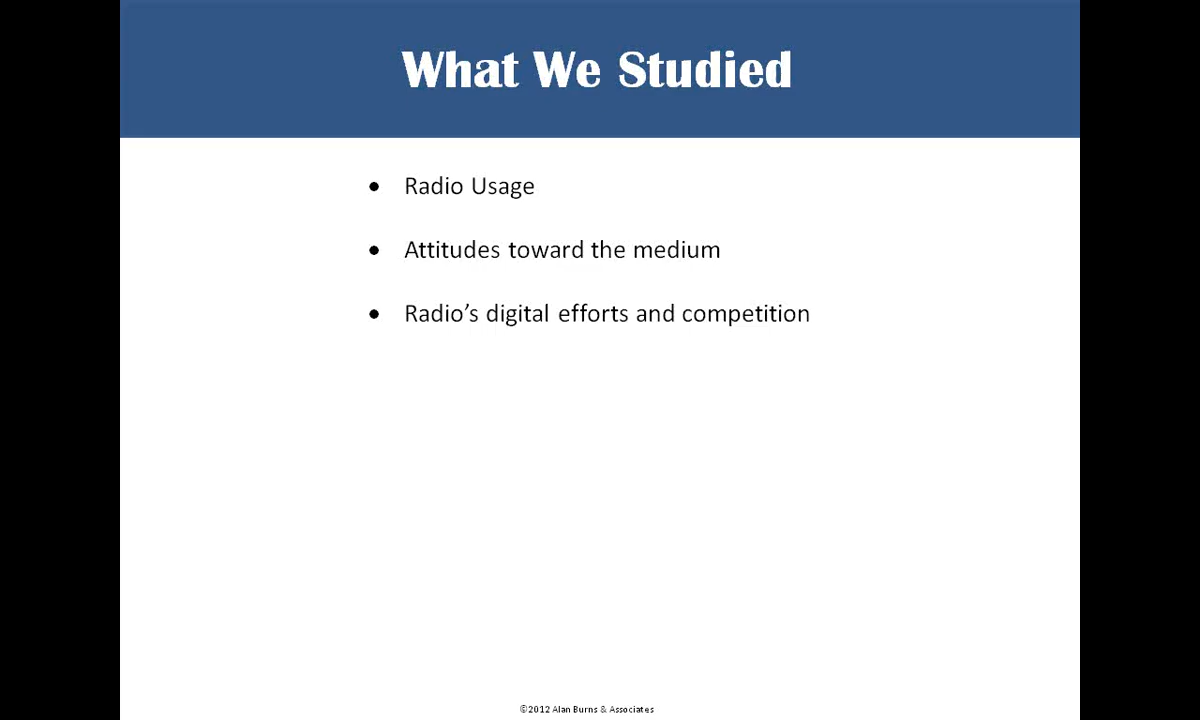 What We Studied
• Radio Usage
• Attitudes toward the medium
• Radio’s digital efforts and competition
©2012 Alan Burns & Associates